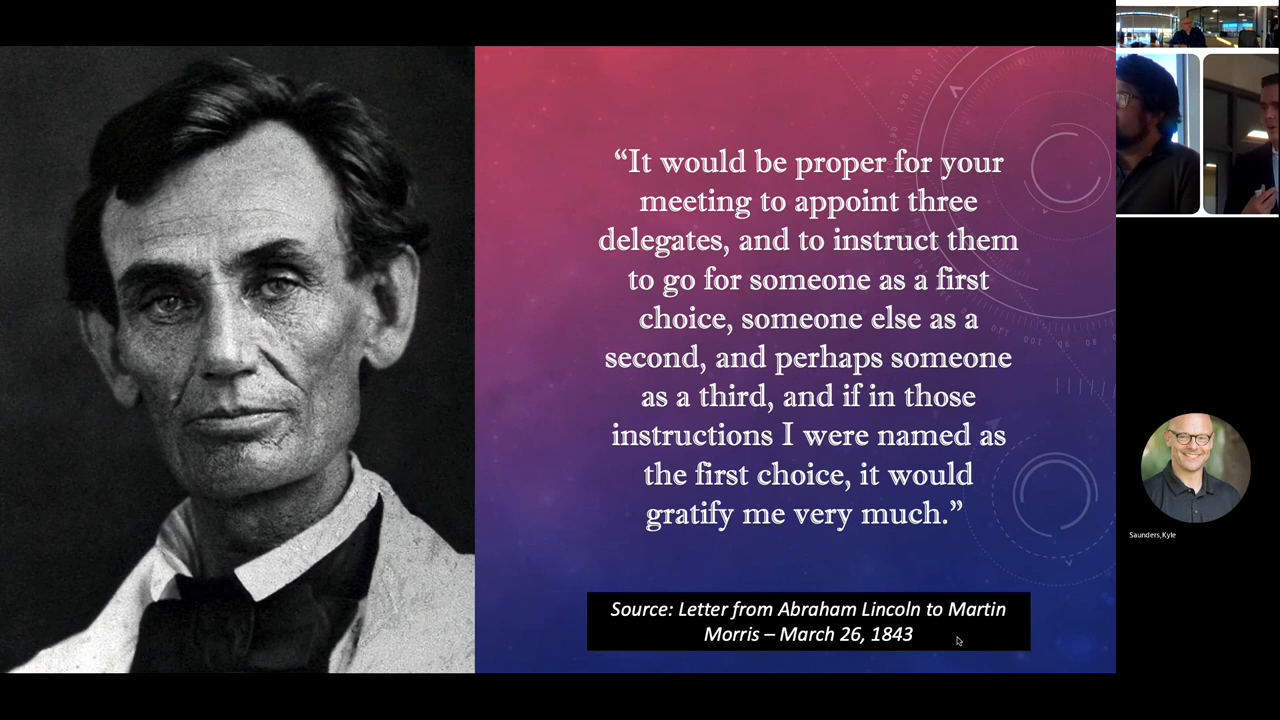 “It would be proper for your
meeting to appoint three
delegates, and to instruct them
to go for someone as a first
choice, someone else as a
second, and perhaps someone
as a third, and if in those
instructions I were named as
the first choice, it would
gratify me very much.”
Source: Letter from Abraham Lincoln to Martin
Morris – March 26, 1843
Saunders,Kyle